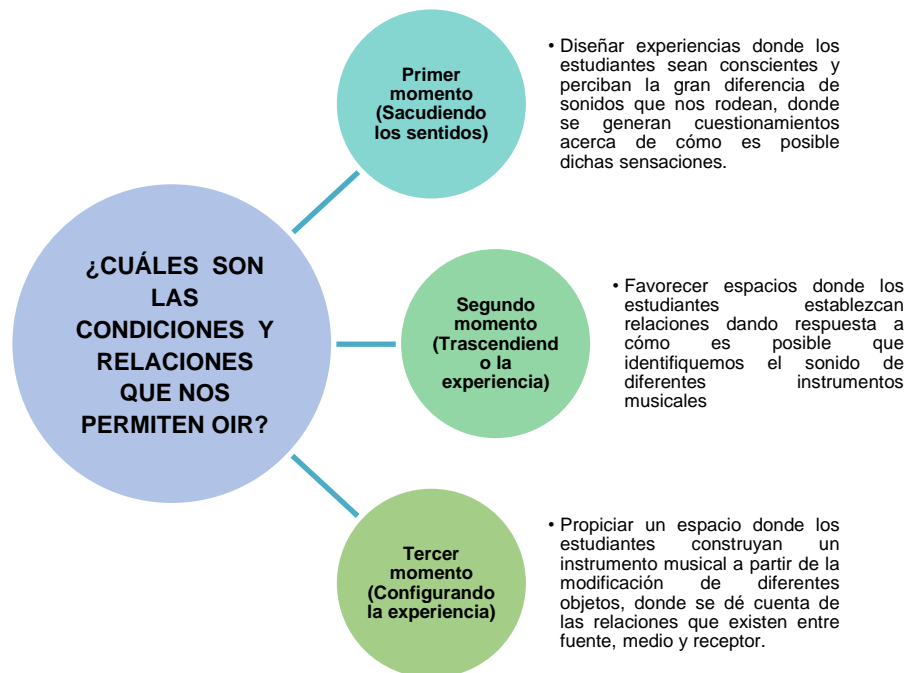 ¿CUÁLES SON
LAS
CONDICIONES Y
RELACIONES
QUE NOS
PERMITEN OIR?
Primer
momento
(Sacudiendo
los sentidos)
• Diseñar experiencias donde los
estudiantes sean conscientes y
perciban la gran diferencia de
sonidos que nos rodean, donde
se generan cuestionamientos
acerca de cómo es posible
dichas sensaciones.
Segundo
momento
(Trascendiend
o la
experiencia)
• Favorecer espacios donde los
estudiantes establezcan
relaciones dando respuesta a
cómo es posible que
identifiquemos el sonido de
diferentes instrumentos
musicales
Tercer
momento
(Configurando
la experiencia)
• Propiciar un espacio donde los
estudiantes construyan un
instrumento musical a partir de la
modificación de diferentes
objetos, donde se dé cuenta de
las relaciones que existen entre
fuente, medio y receptor.